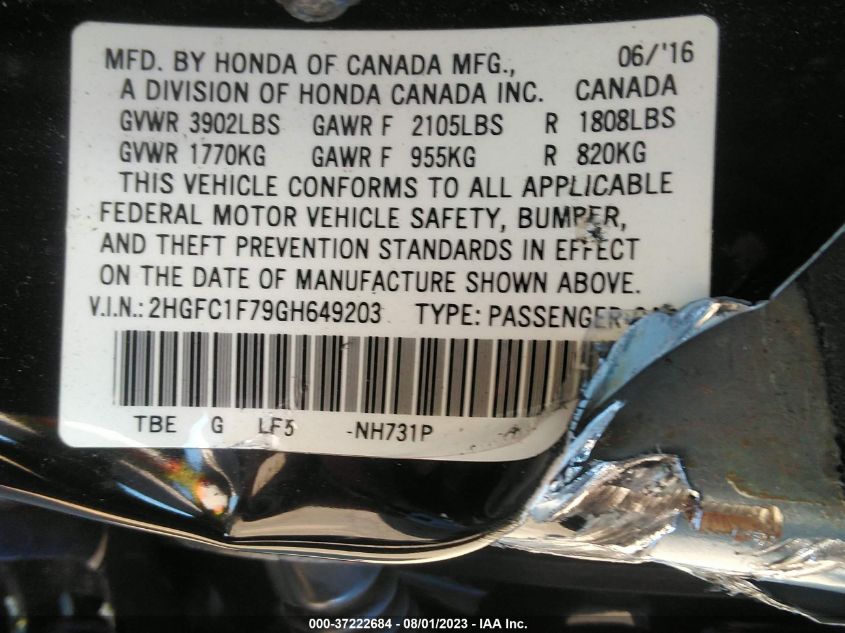 MFD. BY HONDA OF CANADA MFG., 06/'16
A DIVISION OF HONDA CANADA INC. CANADA
GVWR 3902LBS GAWR F 2105LBS R 1808LBS
GVWR 1770KG GAWR F 955KG R 820KG
THIS VEHICLE CONFORMS TO ALL APPLICABLE
FEDERAL MOTOR VEHICLE SAFETY, BUMPER,
AND THEFT PREVENTION STANDARDS IN EFFECT
ON THE DATE OF MANUFACTURE SHOWN ABOVE.
V.I.N.: 2HGFC1F79GH649203 TYPE: PASSENGER
TBE G LF5 -NH731P
000-37222684 - 08/01/2023 - IAA Inc.